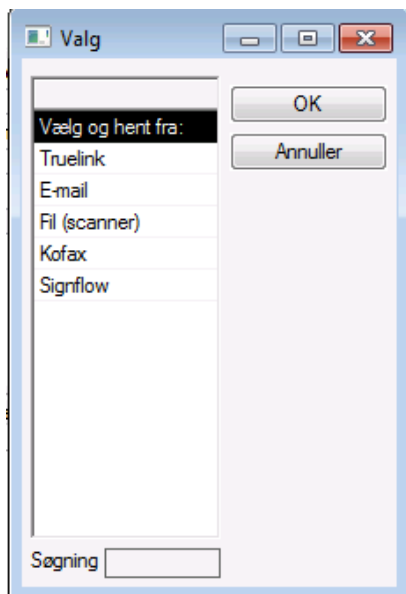 Valg
OK
Annuller
Vælg og hent fra:
Truelink
E-mail
Fil (scanner)
Kofax
Signflow
Søgning